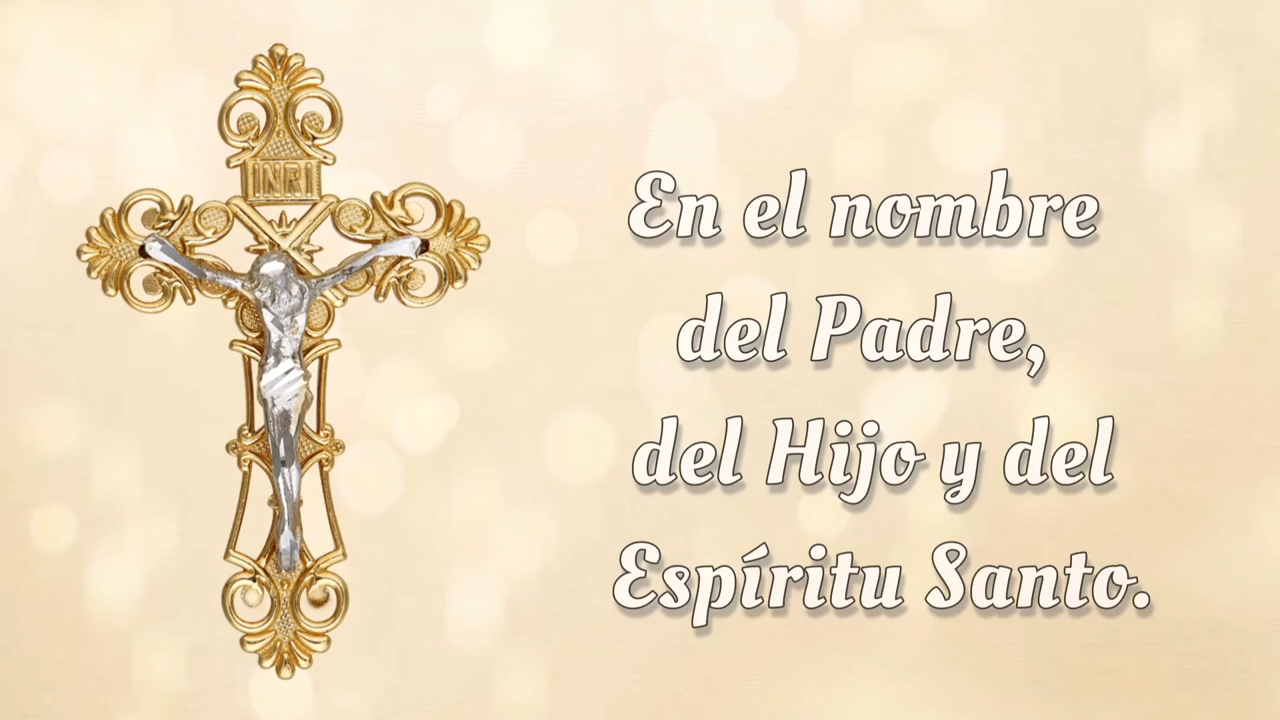 INRI
En el nombre
del Padre,
del Hijo y del
Espíritu Santo.